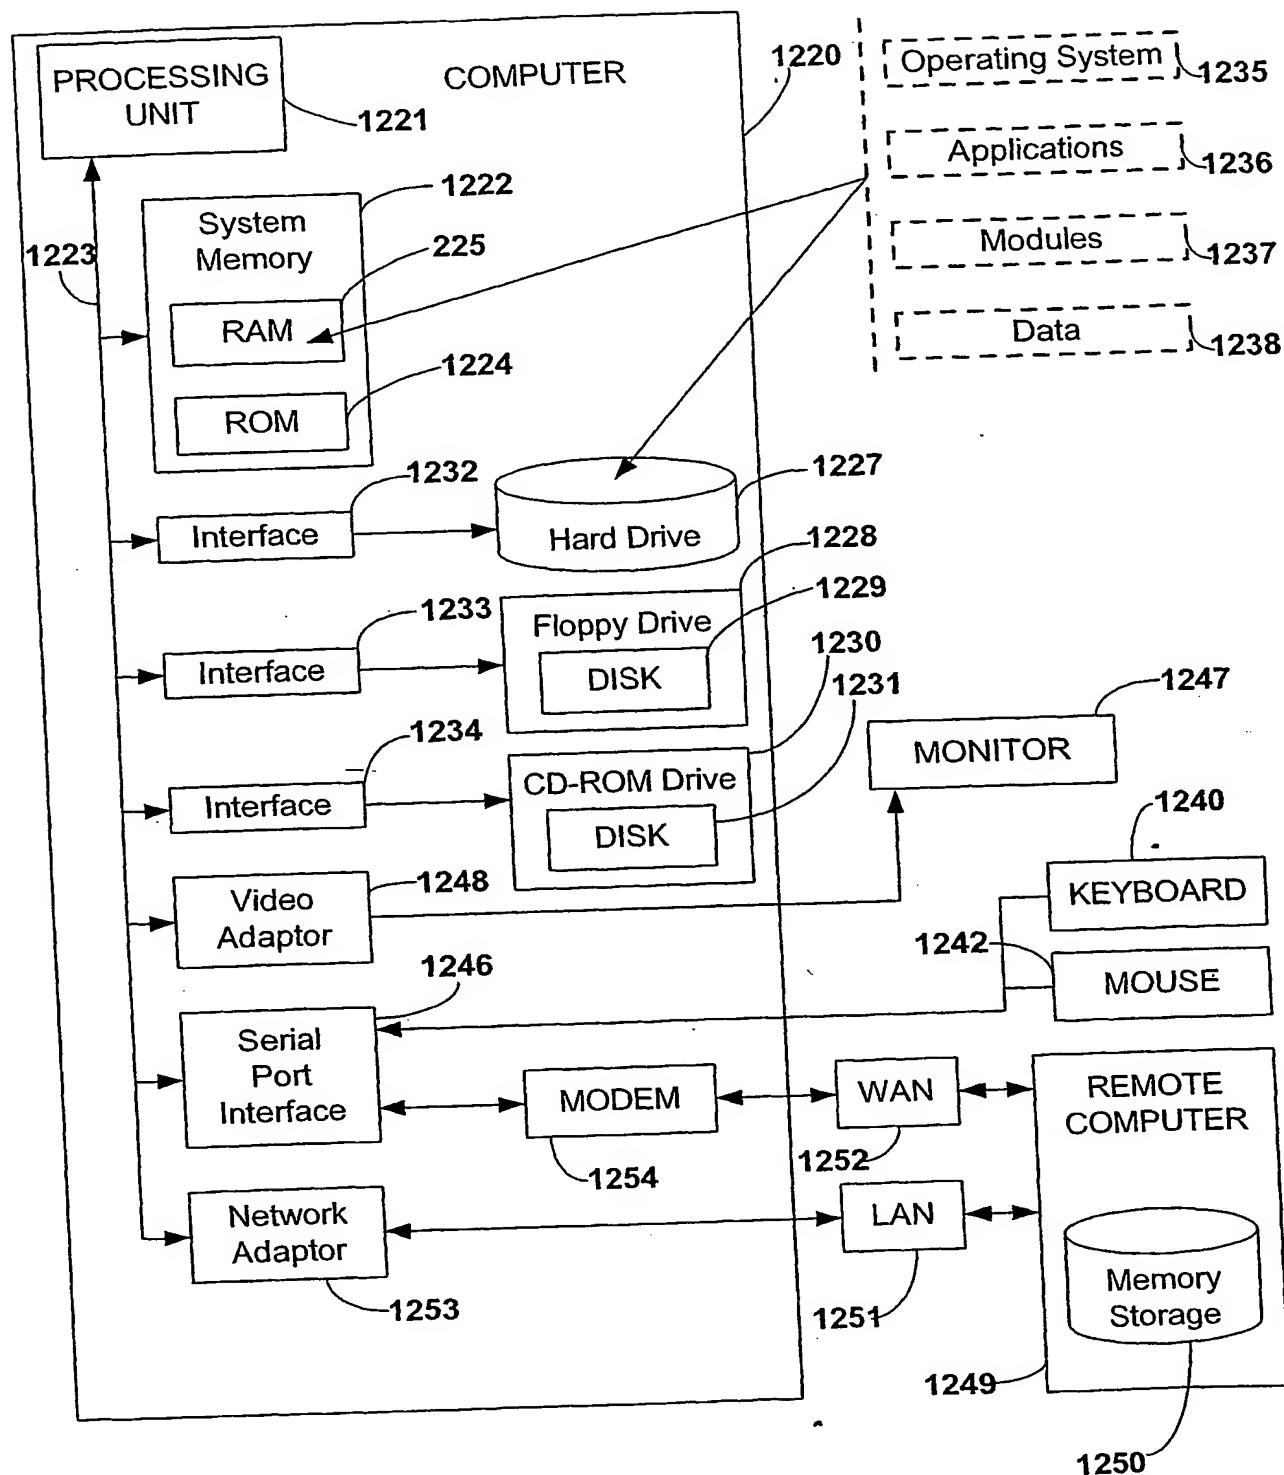 PROCESSING
UNIT
1221
COMPUTER
1220
Operating System
1235
Applications
1236
Modules
1237
Data
1238
1222
System
Memory
1223
225
RAM
1224
ROM
1232
Interface
1227
Hard Drive
1228
1229
1233
Interface
Floppy Drive
DISK
1230
1231
1234
Interface
CD-ROM Drive
DISK
1247
MONITOR
1240
KEYBOARD
1248
Video
Adaptor
1242
MOUSE
1246
Serial
Port
Interface
MODEM
1254
WAN
1252
REMOTE
COMPUTER
Network
Adaptor
1253
LAN
1251
Memory
Storage
1249
1250